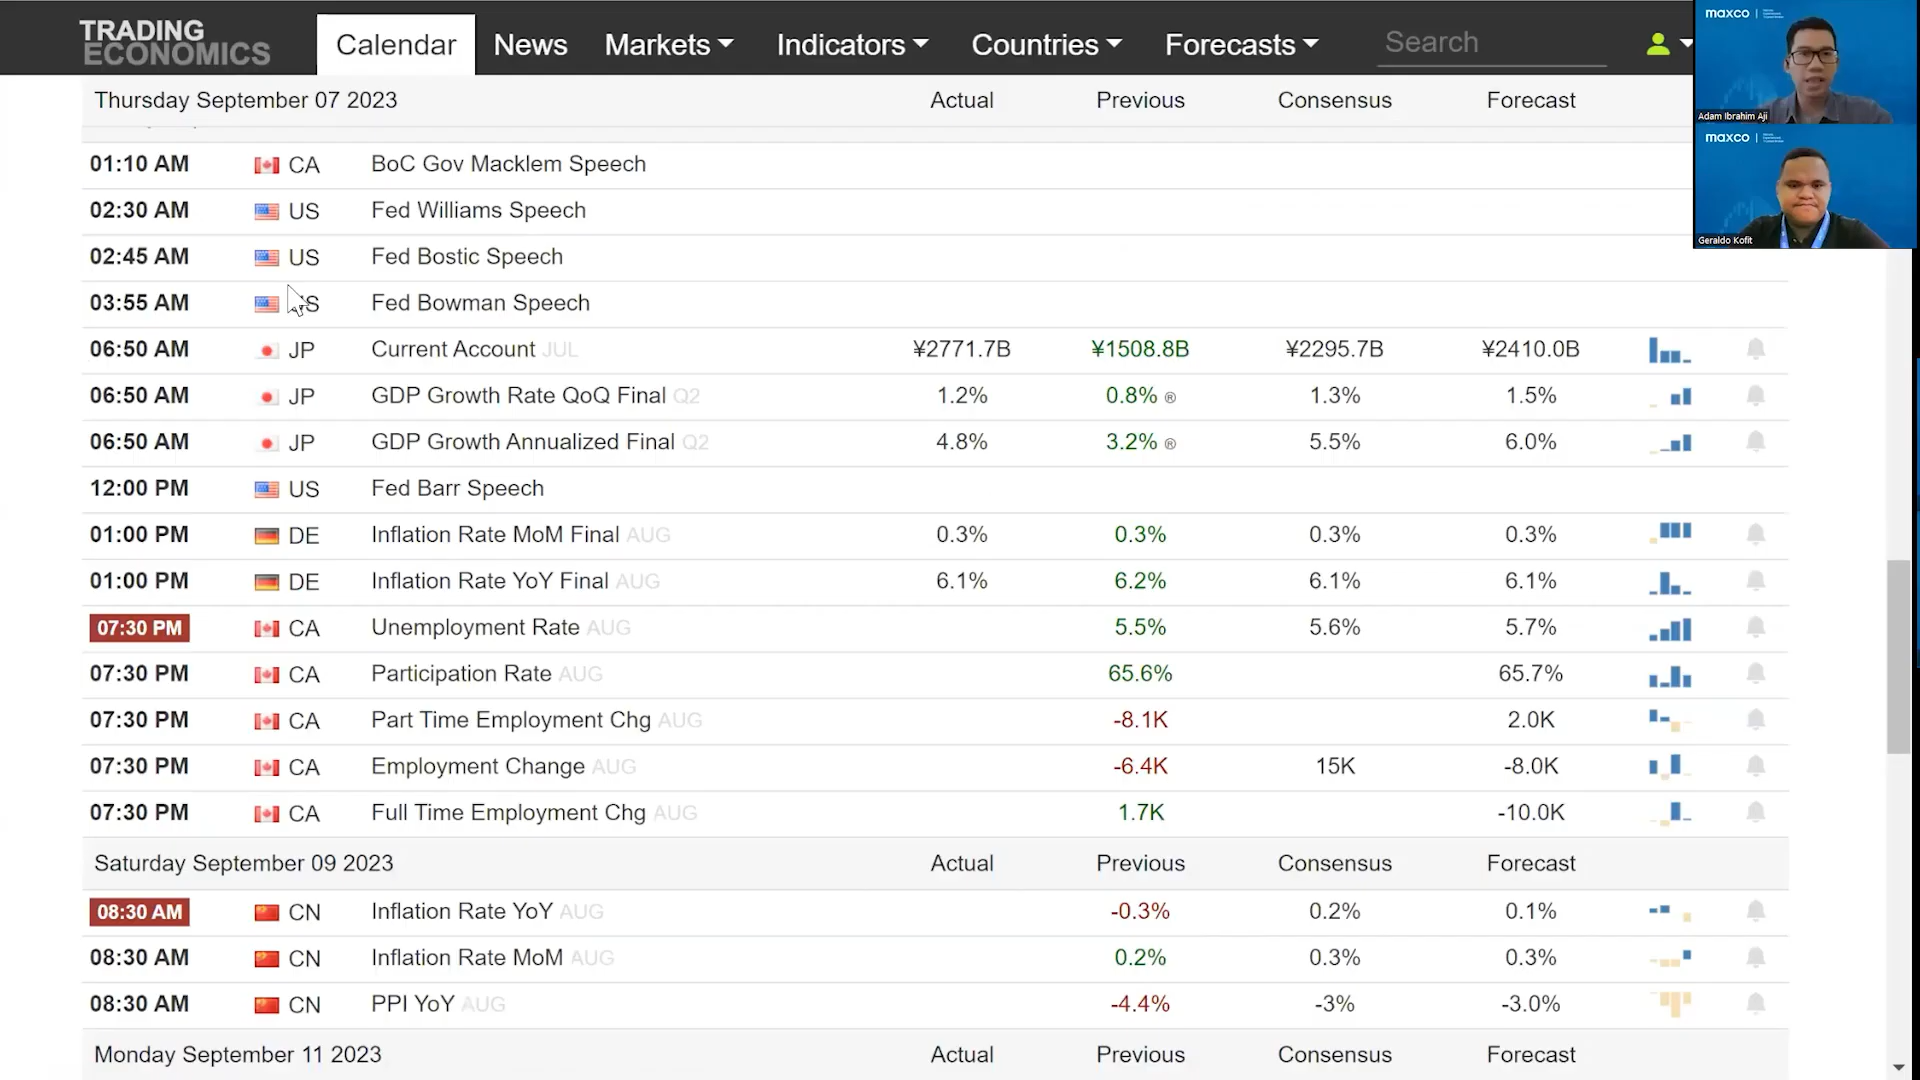 TRADING ECONOMICS Calendar News Markets Indicators Countries Forecasts Search
maxco
Adam Ibrahim Aji
maxco
Geraldo Kofit
Thursday September 07 2023 Actual Previous Consensus Forecast
01:10 AM CA BoC Gov Macklem Speech
02:30 AM US Fed Williams Speech
02:45 AM US Fed Bostic Speech
03:55 AM US Fed Bowman Speech
06:50 AM JP Current Account JUL ¥2771.7B ¥1508.8B ¥2295.7B ¥2410.0B
06:50 AM JP GDP Growth Rate QoQ Final Q2 1.2% 0.8% ® 1.3% 1.5%
06:50 AM JP GDP Growth Annualized Final Q2 4.8% 3.2% ® 5.5% 6.0%
12:00 PM US Fed Barr Speech
01:00 PM DE Inflation Rate MoM Final AUG 0.3% 0.3% 0.3% 0.3%
01:00 PM DE Inflation Rate YoY Final AUG 6.1% 6.2% 6.1% 6.1%
07:30 PM CA Unemployment Rate AUG 5.5% 5.6% 5.7%
07:30 PM CA Participation Rate AUG 65.6% 65.7%
07:30 PM CA Part Time Employment Chg AUG -8.1K 2.0K
07:30 PM CA Employment Change AUG -6.4K 15K -8.0K
07:30 PM CA Full Time Employment Chg AUG 1.7K -10.0K
Saturday September 09 2023 Actual Previous Consensus Forecast
08:30 AM CN Inflation Rate YoY AUG -0.3% 0.2% 0.1%
08:30 AM CN Inflation Rate MoM AUG 0.2% 0.3% 0.3%
08:30 AM CN PPI YoY AUG -4.4% -3% -3.0%
Monday September 11 2023 Actual Previous Consensus Forecast